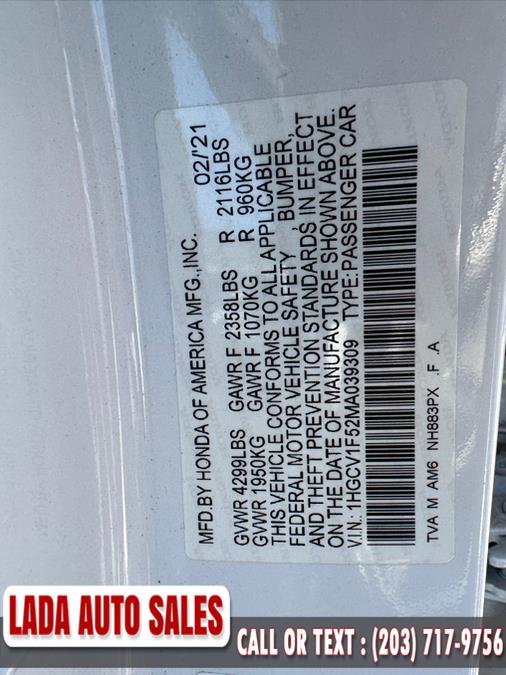 MFD.BY HONDA OF AMERICA MFG.,INC. 02/'21
GVWR 4299LBS GAWR F 2358LBS R 2116LBS
GVWR 1950KG GAWR F 1070KG R 960KG
THIS VEHICLE CONFORMS TO ALL APPLICABLE
FEDERAL MOTOR VEHICLE SAFETY , BUMPER,
AND THEFT PREVENTION STANDARDS IN EFFECT
ON THE DATE OF MANUFACTURE SHOWN ABOVE.
V.I.N.: 1HGCV1F52MA039309 TYPE:PASSENGER CAR
TVA M AM6 NH883PX .F .A
LADA AUTO SALES
CALL OR TEXT : (203) 717-9756